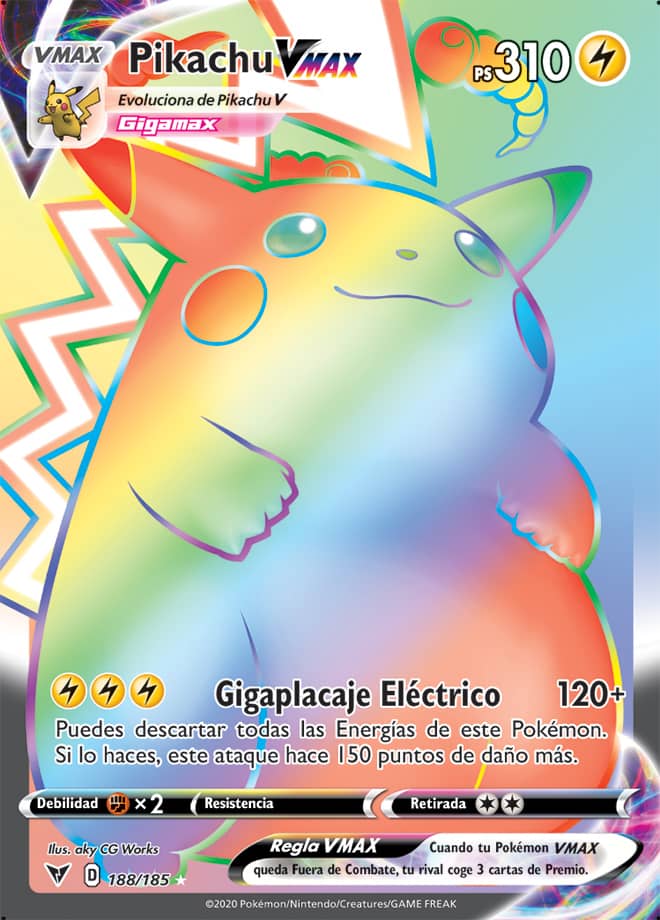 VMAX Pikachu VMAX PS310
Evoluciona de Pikachu V
Gigamax
Gigaplacaje Eléctrico 120+
Puedes descartar todas las Energías de este Pokémon.
Si lo haces, este ataque hace 150 puntos de daño más.
Debilidad ×2 Resistencia Retirada
Ilus. aky CG Works
Regla VMAX Cuando tu Pokémon VMAX
queda Fuera de Combate, tu rival coge 3 cartas de Premio.
D 188/185
©2020 Pokémon/Nintendo/Creatures/GAME FREAK